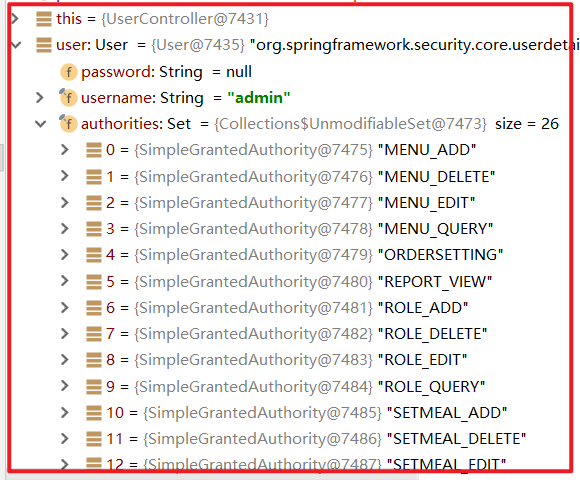 this = {UserController@7431}
user: User = {User@7435} "org.springframework.security.core.userdetai
password: String = null
username: String = "admin"
authorities: Set = {Collections$UnmodifiableSet@7473} size = 26
0 = {SimpleGrantedAuthority@7475} "MENU_ADD"
1 = {SimpleGrantedAuthority@7476} "MENU_DELETE"
2 = {SimpleGrantedAuthority@7477} "MENU_EDIT"
3 = {SimpleGrantedAuthority@7478} "MENU_QUERY"
4 = {SimpleGrantedAuthority@7479} "ORDERSETTING"
5 = {SimpleGrantedAuthority@7480} "REPORT_VIEW"
6 = {SimpleGrantedAuthority@7481} "ROLE_ADD"
7 = {SimpleGrantedAuthority@7482} "ROLE_DELETE"
8 = {SimpleGrantedAuthority@7483} "ROLE_EDIT"
9 = {SimpleGrantedAuthority@7484} "ROLE_QUERY"
10 = {SimpleGrantedAuthority@7485} "SETMEAL_ADD"
11 = {SimpleGrantedAuthority@7486} "SETMEAL_DELETE"
12 = {SimpleGrantedAuthority@7487} "SETMEAL_EDIT"